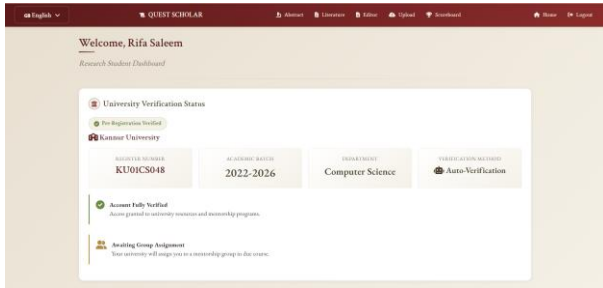 English
QUEST SCHOLAR
Abstract
Literature
Editor
Upload
Scoreboard
Home
Logout
Welcome, Rifa Saleem
Research Student Dashboard
University Verification Status
Pre-Registration Verified
Kannur University
REGISTER NUMBER
KU01CS048
ACADEMIC BATCH
2022-2026
DEPARTMENT
Computer Science
VERIFICATION METHOD
Auto-Verification
Account Fully Verified
Access granted to university resources and mentorship programs.
Awaiting Group Assignment
Your university will assign you to a mentorship group in due course.